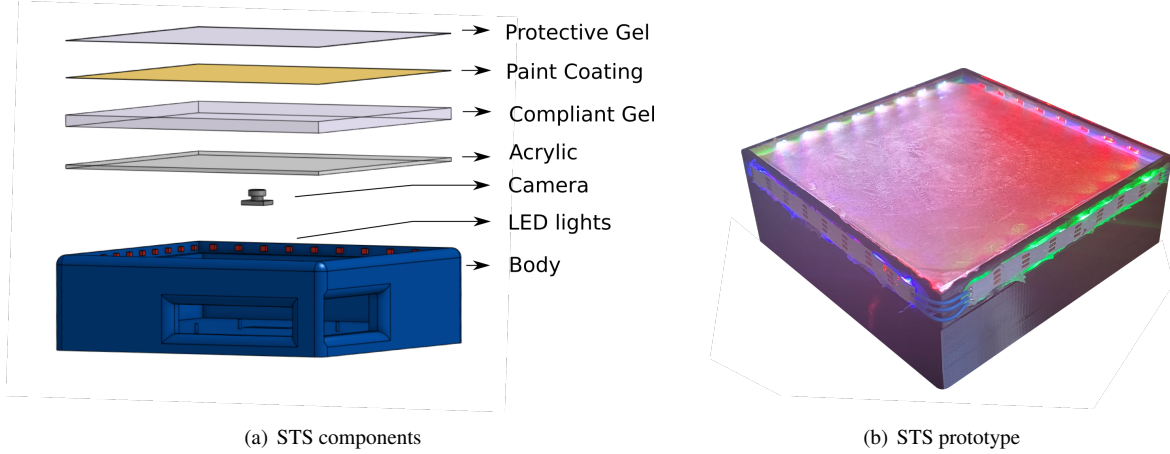 Protective Gel
Paint Coating
Compliant Gel
Acrylic
Camera
LED lights
Body
(a) STS components
(b) STS prototype